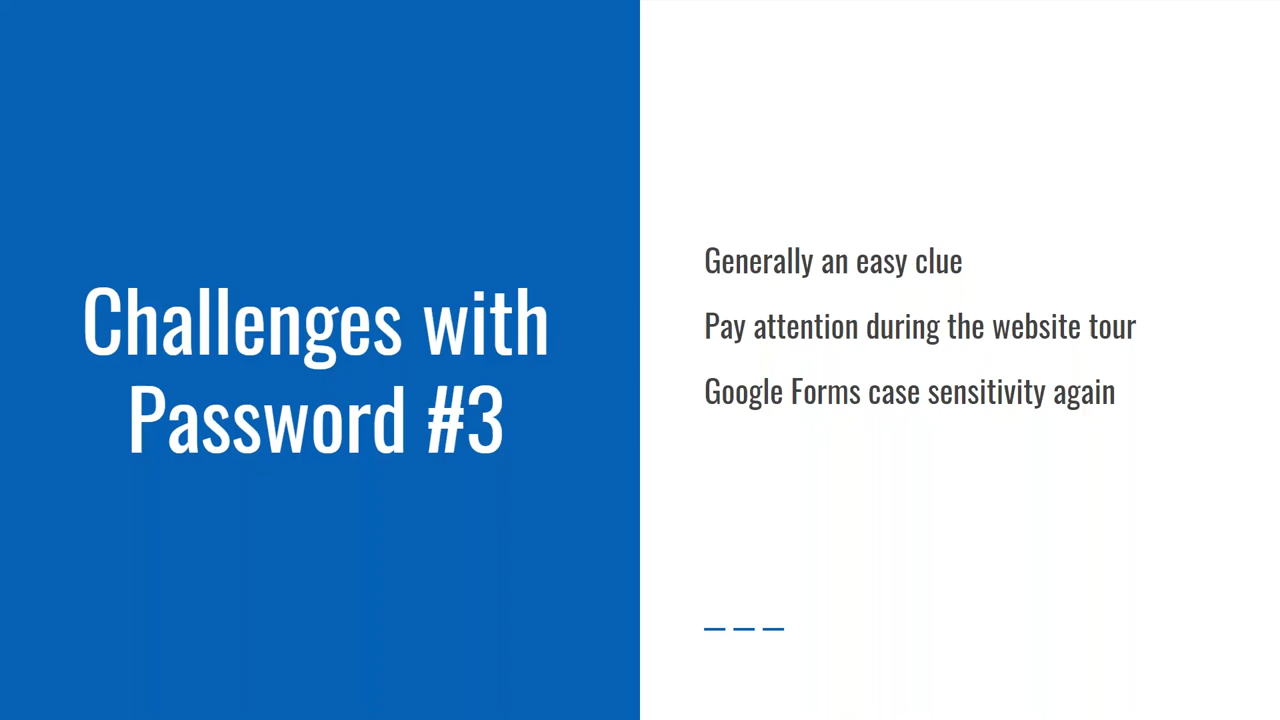 Challenges with
Password #3
Generally an easy clue
Pay attention during the website tour
Google Forms case sensitivity again